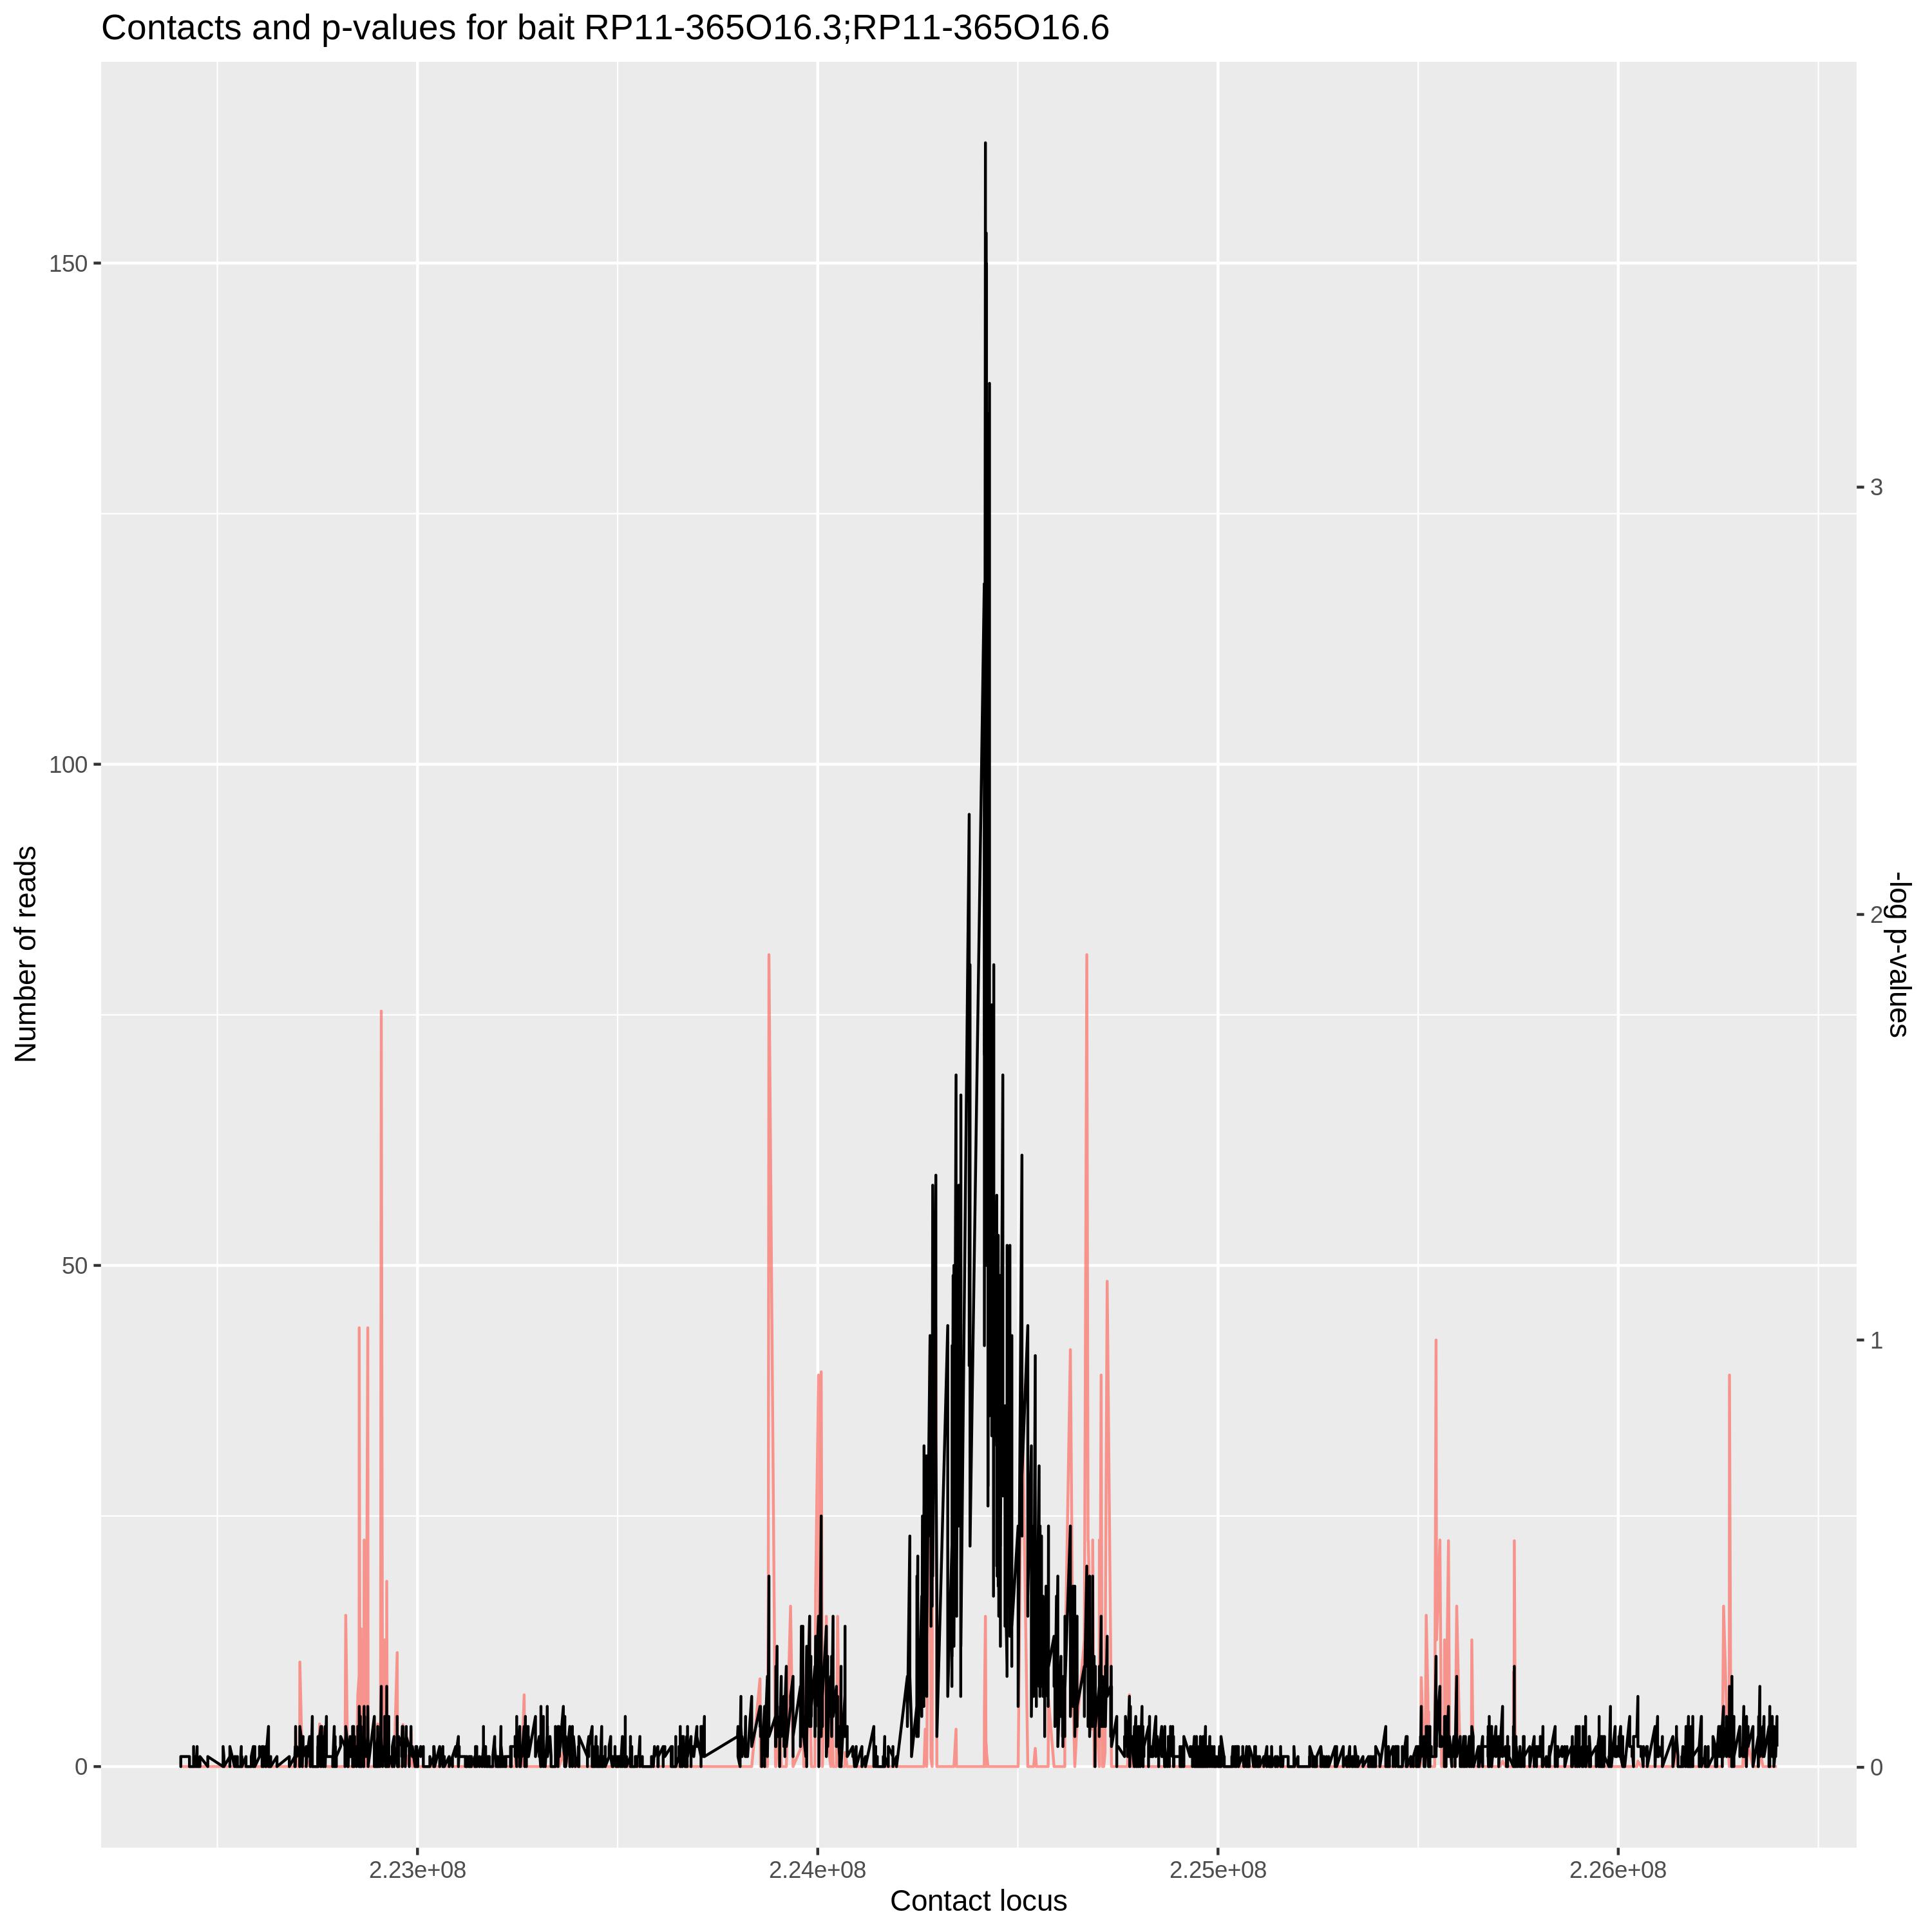 Contacts and p-values for bait RP11-365O16.3;RP11-365O16.6
150
100
50
0
Number of reads
3
2
1
0
-log p-values
2.23e+08
2.24e+08
2.25e+08
2.26e+08
Contact locus